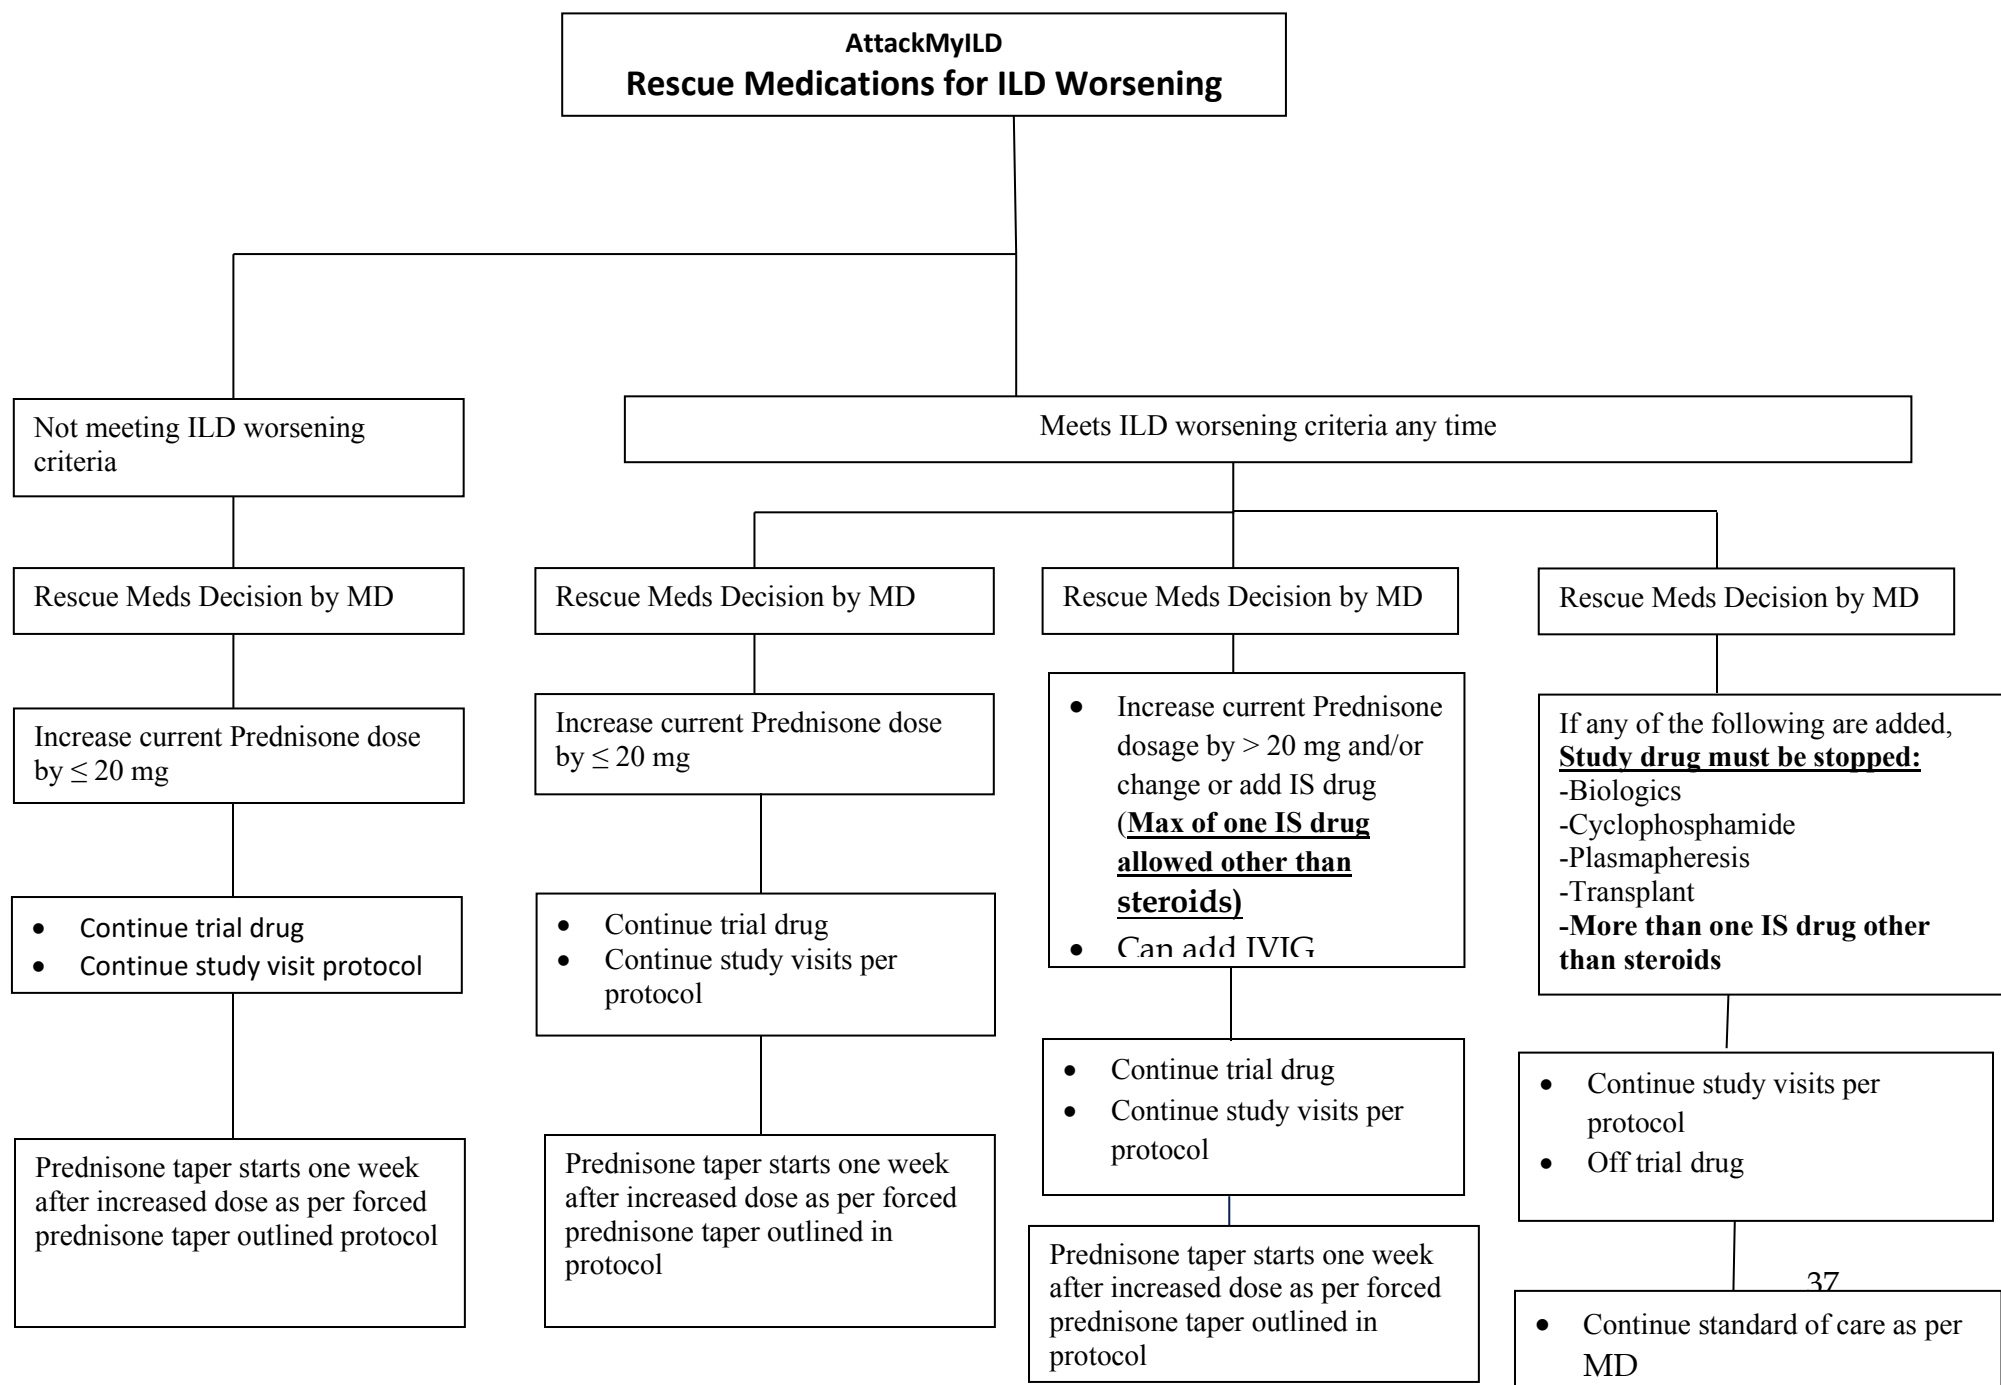 AttackMyILD
Rescue Medications for ILD Worsening
Not meeting ILD worsening
criteria
Meets ILD worsening criteria any time
Rescue Meds Decision by MD
Rescue Meds Decision by MD
Rescue Meds Decision by MD
Rescue Meds Decision by MD
Increase current Prednisone dose
by ≤ 20 mg
Increase current Prednisone dose
by ≤ 20 mg
• Increase current Prednisone
dosage by > 20 mg and/or
change or add IS drug
(Max of one IS drug
allowed other than
steroids)
• Can add IVIG
If any of the following are added,
Study drug must be stopped:
-Biologics
-Cyclophosphamide
-Plasmapheresis
-Transplant
-More than one IS drug other
than steroids
• Continue trial drug
• Continue study visit protocol
• Continue trial drug
• Continue study visits per
protocol
• Continue trial drug
• Continue study visits per
protocol
• Continue study visits per
protocol
• Off trial drug
Prednisone taper starts one week
after increased dose as per forced
prednisone taper outlined protocol
Prednisone taper starts one week
after increased dose as per forced
prednisone taper outlined in
protocol
Prednisone taper starts one week
after increased dose as per forced
prednisone taper outlined in
protocol
37
• Continue standard of care as per
MD